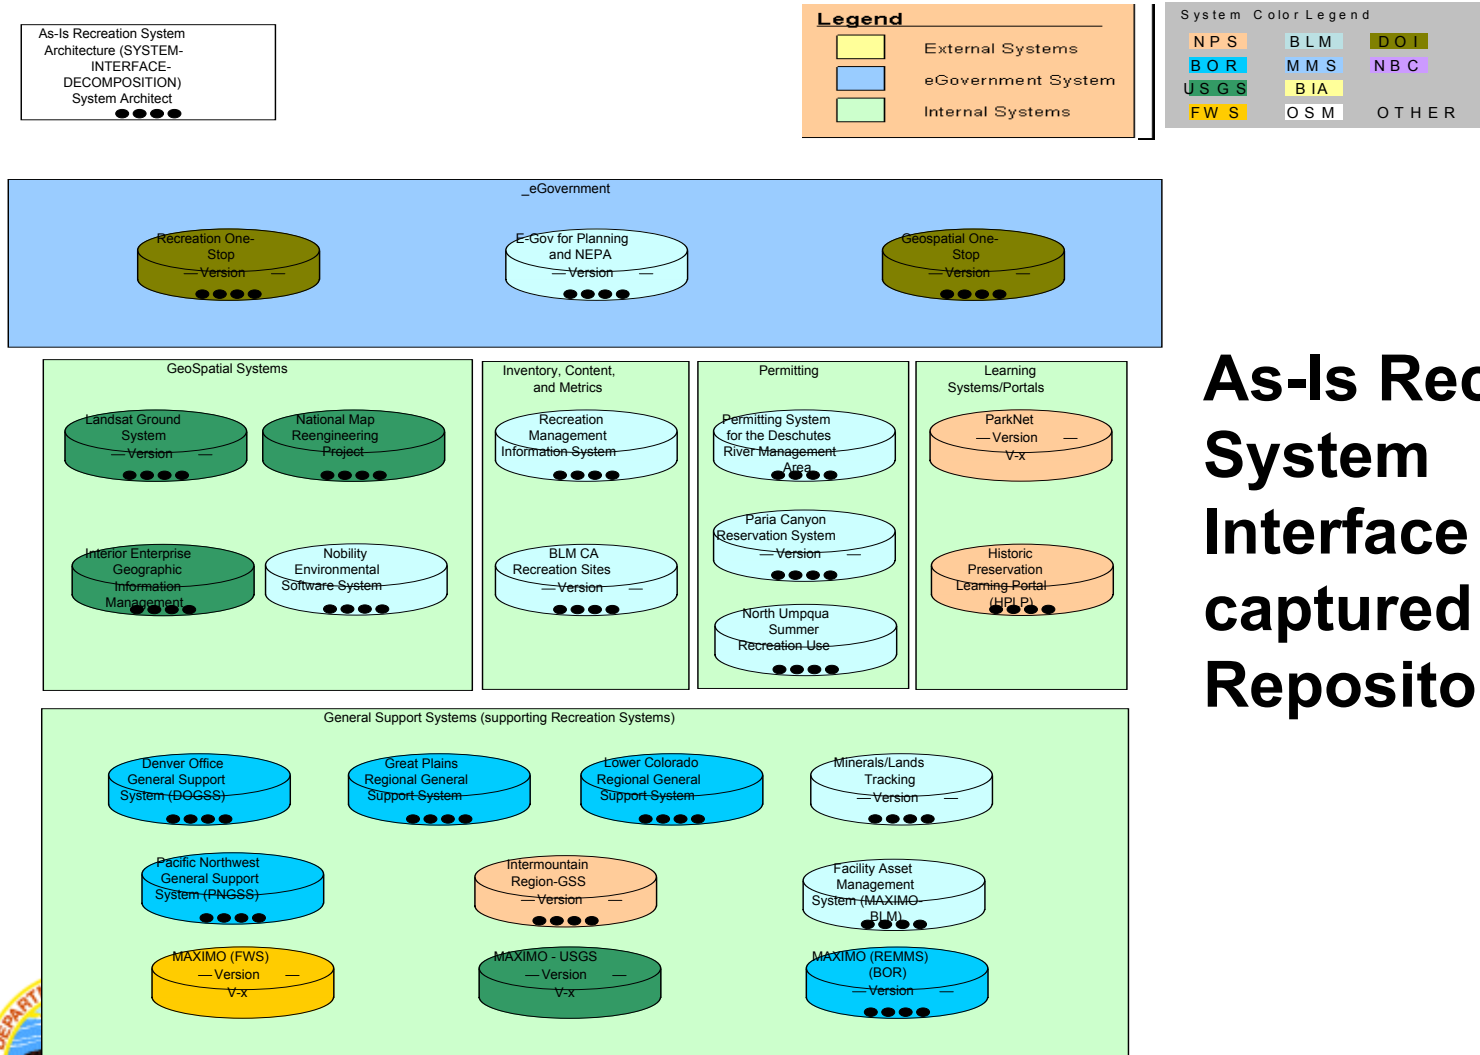 As-Is Recreation System
Architecture (SYSTEM-
INTERFACE-
DECOMPOSITION)
System Architect
Legend
External Systems
eGovernment System
Internal Systems
System Color Legend
NPS BLM DOI
BOR MMS NBC
USGS BIA
FWS OSM OTHER
_eGovernment
Recreation One-
Stop
Version
E-Gov for Planning
and NEPA
Version
Geospatial One-
Stop
Version
GeoSpatial Systems
Landsat Ground
System
Version
National Map
Reengineering
Project
Interior Enterprise
Geographic
Information
Management
Nobility
Environmental
Software System
Inventory, Content,
and Metrics
Recreation
Management
Information System
BLM CA
Recreation Sites
Version
Permitting
Permitting System
for the Deschutes
River Management
Area
Paria Canyon
Reservation System
Version
North Umpqua
Summer
Recreation Use
Learning
Systems/Portals
ParkNet
Version
V-x
Historic
Preservation
Learning Portal
(HPLP)
As-Is Rec
System
Interface
captured
Reposito
General Support Systems (supporting Recreation Systems)
Denver Office
General Support
System (DOGSS)
Great Plains
Regional General
Support System
Lower Colorado
Regional General
Support System
Minerals/Lands
Tracking
Version
Pacific Northwest
General Support
System (PNGSS)
Intermountain
Region-GSS
Version
Facility Asset
Management
System (MAXIMO-
BLM)
MAXIMO (FWS)
Version
V-x
MAXIMO - USGS
Version
V-x
MAXIMO (REMMS)
(BOR)
Version
DEPART